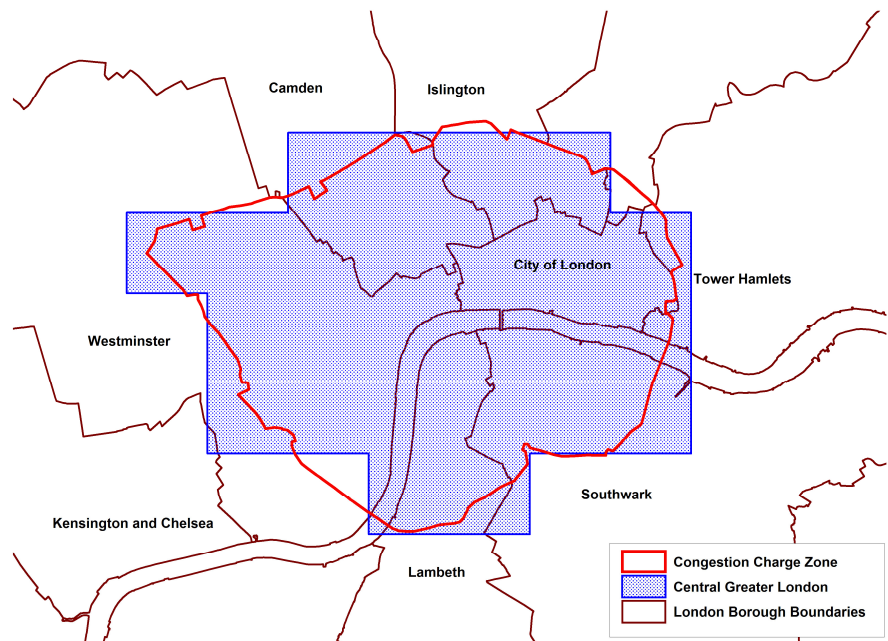 Camden
Islington
City of London
Tower Hamlets
Westminster
Southwark
Kensington and Chelsea
Lambeth
Congestion Charge Zone
Central Greater London
London Borough Boundaries